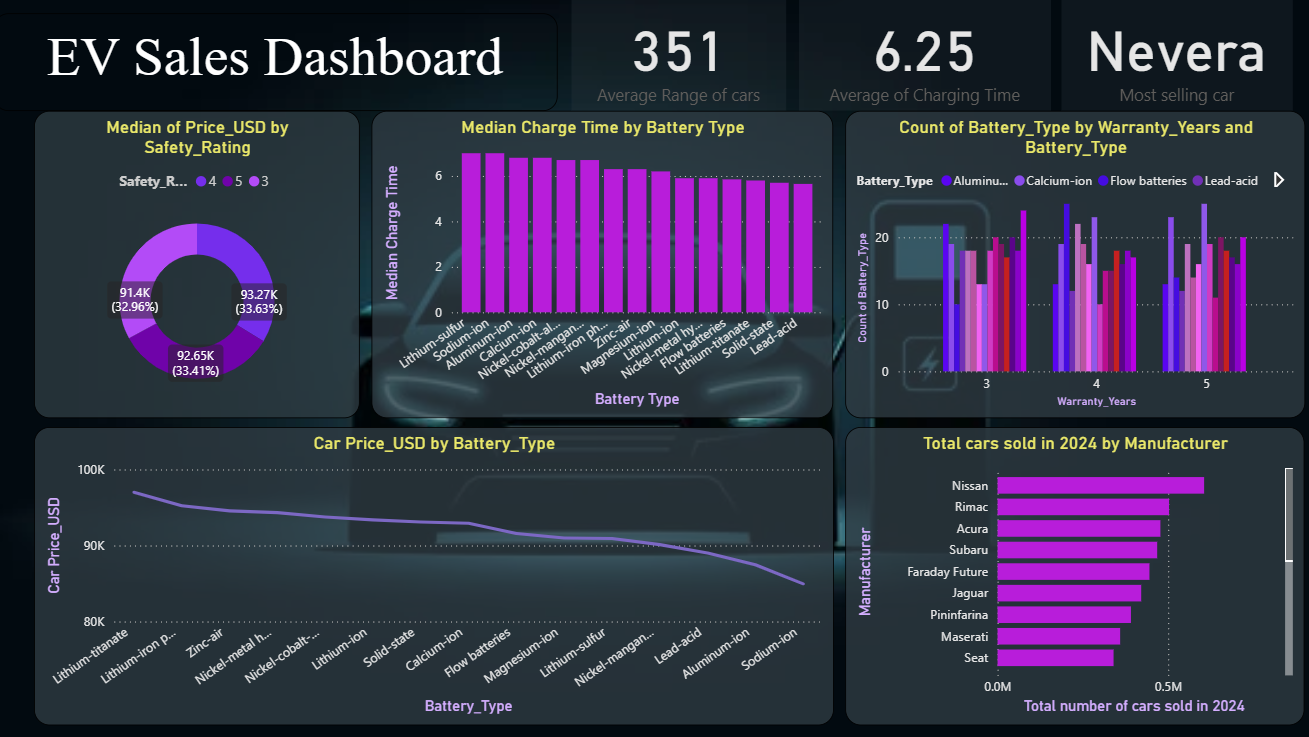 EV Sales Dashboard
351
Average Range of cars
6.25
Average of Charging Time
Nevera
Most selling car
Median of Price_USD by
Safety_Rating
Safety_R... 4 5 3
91.4K
(32.96%)
93.27K
(33.63%)
92.65K
(33.41%)
Median Charge Time by Battery Type
Median Charge Time
6
4
2
0
Lithium-sulfur
Sodium-ion
Aluminum-ion
Calcium-ion
Nickel-cobalt-al...
Nickel-mangan...
Lithium-iron ph...
Zinc-air
Magnesium-ion
Lithium-ion
Nickel-metal hy...
Flow batteries
Lithium-titanate
Solid-state
Lead-acid
Battery Type
Count of Battery_Type by Warranty_Years and
Battery_Type
Battery_Type Aluminu... Calcium-ion Flow batteries Lead-acid
Count of Battery_Type
20
10
0
3 4 5
Warranty_Years
Car Price_USD by Battery_Type
Car Price_USD
100K
90K
80K
Lithium-titanate
Lithium-iron p...
Zinc-air
Nickel-metal h...
Nickel-cobalt-...
Lithium-ion
Solid-state
Calcium-ion
Flow batteries
Magnesium-ion
Lithium-sulfur
Nickel-mangan...
Lead-acid
Aluminum-ion
Sodium-ion
Battery_Type
Total cars sold in 2024 by Manufacturer
Manufacturer
Nissan
Rimac
Acura
Subaru
Faraday Future
Jaguar
Pininfarina
Maserati
Seat
0.0M 0.5M
Total number of cars sold in 2024